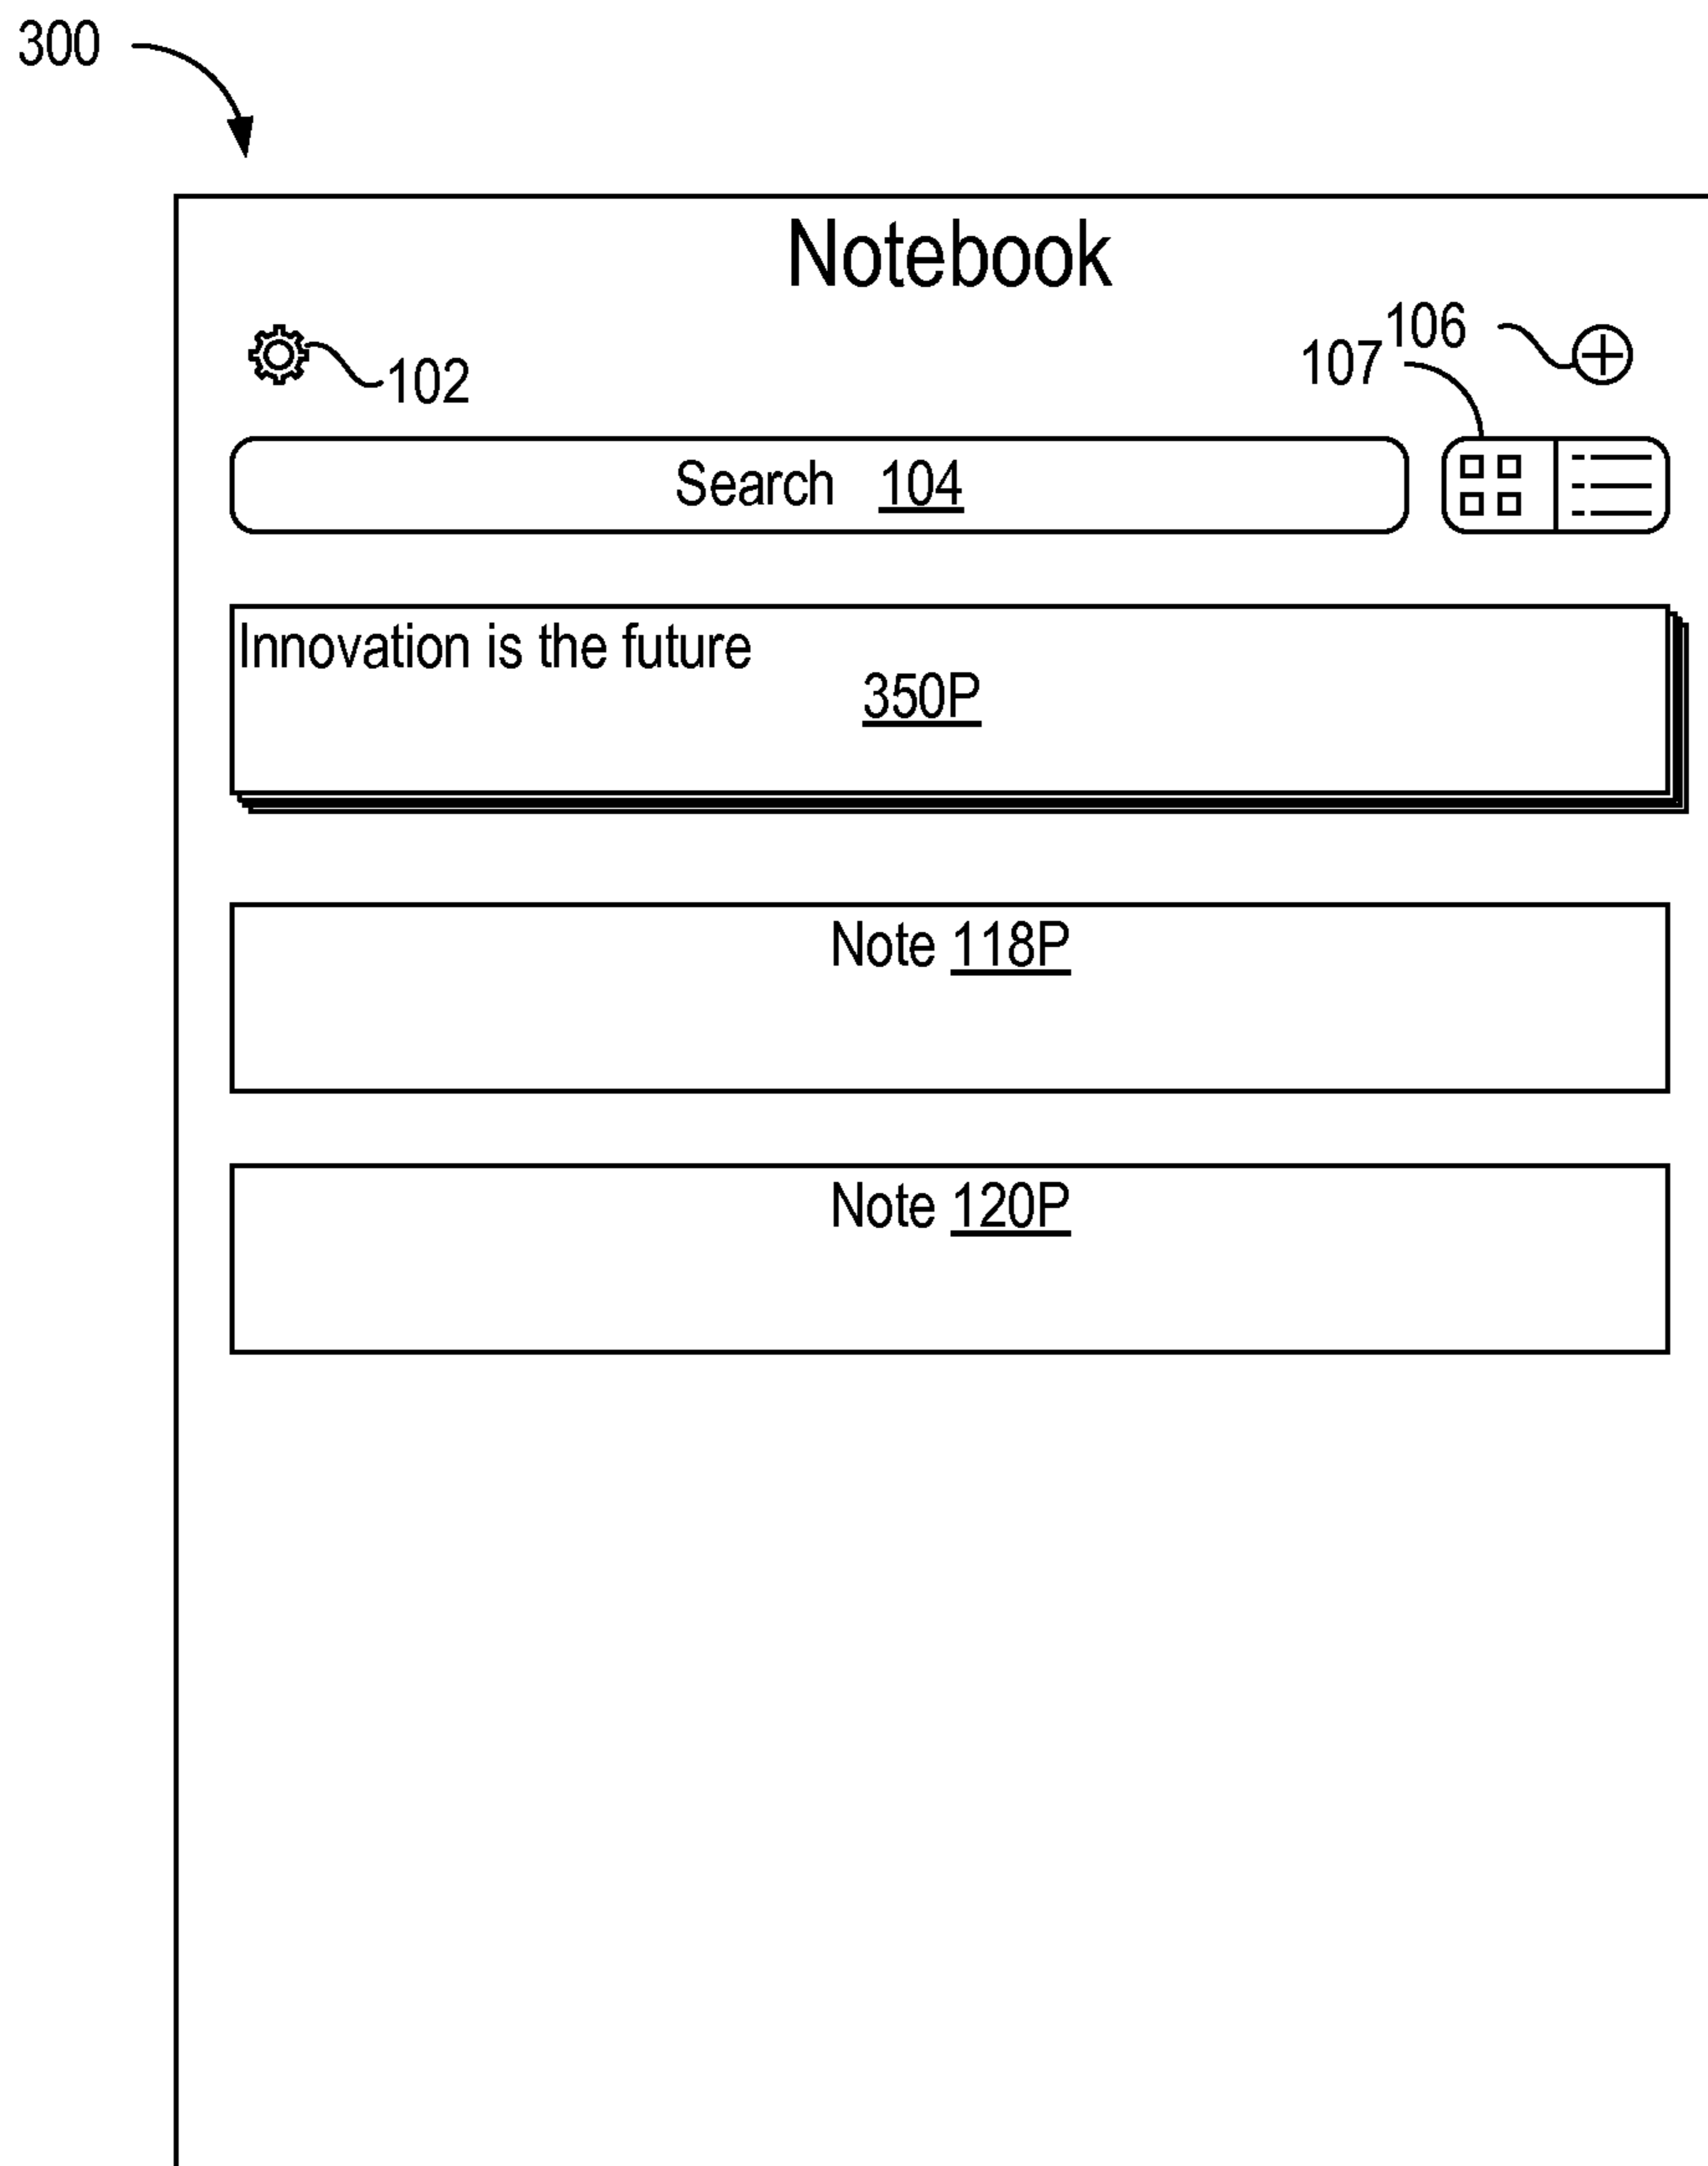 300
Notebook
106
107
102
Search 104
Innovation is the future
350P
Note 118P
Note 120P